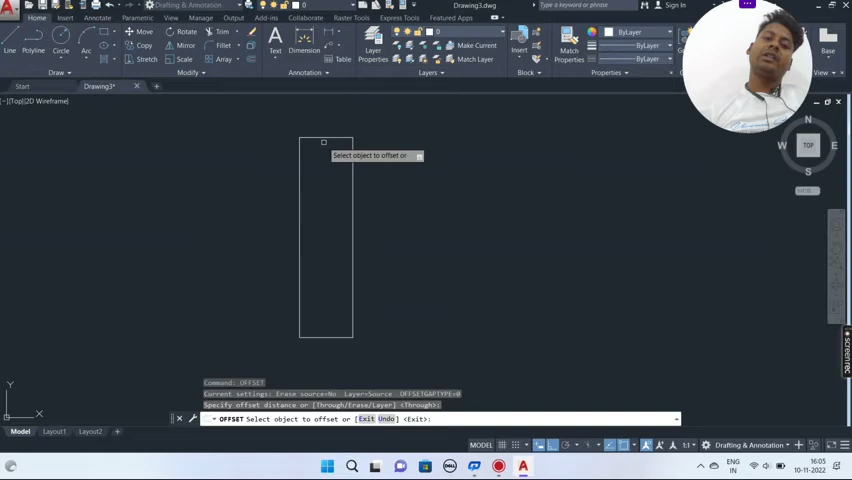 Drafting & Annotation
0
Drawing3.dwg
Type a keyword or phrase
Sign In
Home Insert Annotate Parametric View Manage Output Add-ins Collaborate Raster Tools Express Tools Featured Apps
Line Polyline Circle Arc
Move Rotate Trim
Copy Mirror Fillet
Stretch Scale Array
Text Dimension
Table
Layer
Properties
0
Make Current
Match Layer
Insert
Match
Properties
ByLayer
ByLayer
ByLayer
Base
Draw Modify Annotation Layers Block Properties View
Start Drawing3*
[−][Top][2D Wireframe]
N
W TOP E
S
Select object to offset or
screenrec
Command: OFFSET
Current settings: Erase source=No Layer=Source OFFSETGAPTYPE=0
Specify offset distance or [Through/Erase/Layer] <Through>:
OFFSET Select object to offset or [Exit Undo] <Exit>:
Y
X
Model Layout1 Layout2
MODEL
1:1
Drafting & Annotation
DELL
ENG
IN
16:05
10-11-2022